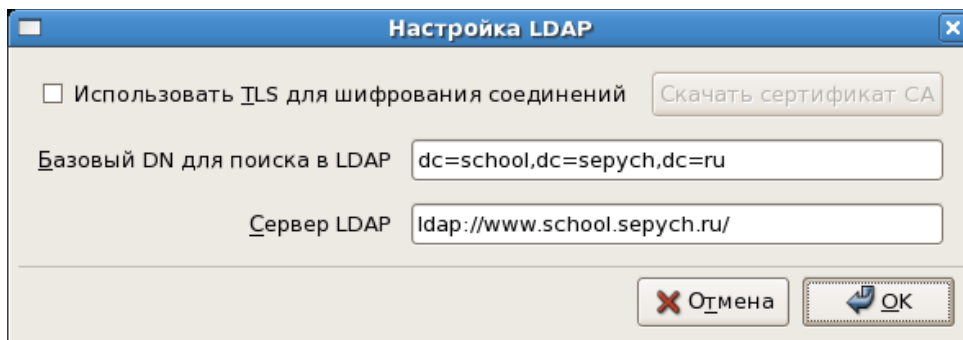 Настройка LDAP
Использовать TLS для шифрования соединений Скачать сертификат CA
Базовый DN для поиска в LDAP dc=school,dc=sepych,dc=ru
Сервер LDAP ldap://www.school.sepych.ru/
Отмена OK